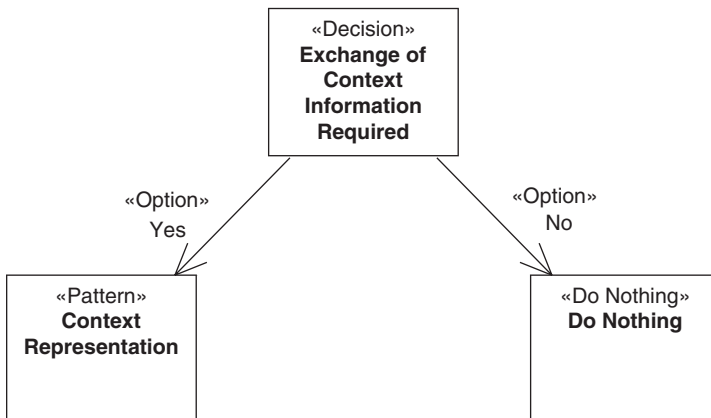 «Decision»
Exchange of
Context
Information
Required
«Option»
Yes
«Option»
No
«Pattern»
Context
Representation
«Do Nothing»
Do Nothing